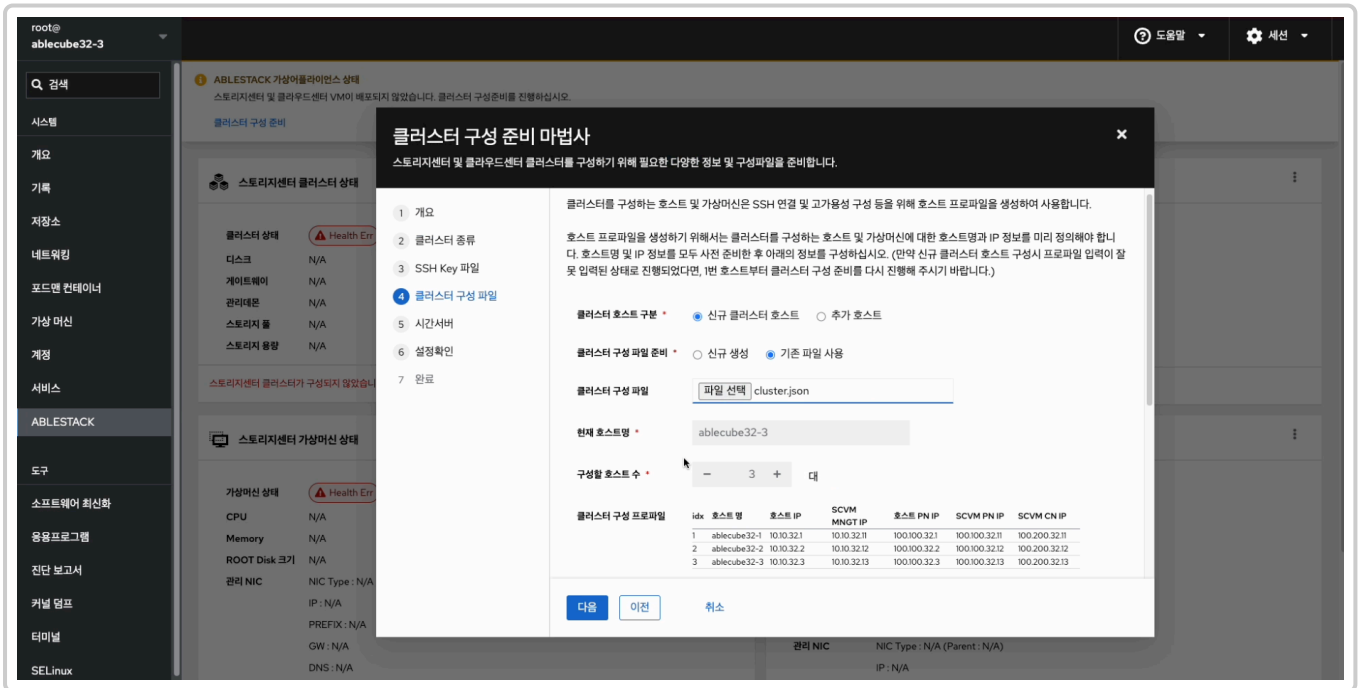 root@
ablecube32-3
도움말
세션
검색
시스템
개요
기록
저장소
네트워킹
포드맨 컨테이너
가상 머신
계정
서비스
ABLESTACK
도구
소프트웨어 최신화
응용프로그램
진단 보고서
커널 덤프
터미널
SELinux
ABLESTACK 가상어플라이언스 상태
스토리지센터 및 클라우드센터 VM이 배포되지 않았습니다. 클러스터 구성준비를 진행하십시오.
클러스터 구성 준비
스토리지센터 클러스터 상태
클러스터 상태 Health Err
디스크 N/A
게이트웨이 N/A
관리데몬 N/A
스토리지 풀 N/A
스토리지 용량 N/A
스토리지센터 클러스터가 구성되지 않았습니
스토리지센터 가상머신 상태
가상머신 상태 Health Err
CPU N/A
Memory N/A
ROOT Disk 크기 N/A
관리 NIC NIC Type : N/A
IP : N/A
PREFIX : N/A
GW : N/A
DNS : N/A
관리 NIC NIC Type : N/A (Parent : N/A)
IP : N/A
클러스터 구성 준비 마법사
스토리지센터 및 클라우드센터 클러스터를 구성하기 위해 필요한 다양한 정보 및 구성파일을 준비합니다.
1 개요
2 클러스터 종류
3 SSH Key 파일
4 클러스터 구성 파일
5 시간서버
6 설정확인
7 완료
클러스터를 구성하는 호스트 및 가상머신은 SSH 연결 및 고가용성 구성 등을 위해 호스트 프로파일을 생성하여 사용합니다.
호스트 프로파일을 생성하기 위해서는 클러스터를 구성하는 호스트 및 가상머신에 대한 호스트명과 IP 정보를 미리 정의해야 합니
다. 호스트명 및 IP 정보를 모두 사전 준비한 후 아래의 정보를 구성하십시오. (만약 신규 클러스터 호스트 구성시 프로파일 입력이 잘
못 입력된 상태로 진행되었다면, 1번 호스트부터 클러스터 구성 준비를 다시 진행해 주시기 바랍니다.)
클러스터 호스트 구분 * 신규 클러스터 호스트 추가 호스트
클러스터 구성 파일 준비 * 신규 생성 기존 파일 사용
클러스터 구성 파일 파일 선택 cluster.json
현재 호스트명 * ablecube32-3
구성할 호스트 수 * − 3 + 대
클러스터 구성 프로파일
idx 호스트 명 호스트 IP SCVM MNGT IP 호스트 PN IP SCVM PN IP SCVM CN IP
1 ablecube32-1 10.10.32.1 10.10.32.11 100.100.32.1 100.100.32.11 100.200.32.11
2 ablecube32-2 10.10.32.2 10.10.32.12 100.100.32.2 100.100.32.12 100.200.32.12
3 ablecube32-3 10.10.32.3 10.10.32.13 100.100.32.3 100.100.32.13 100.200.32.13
다음 이전 취소